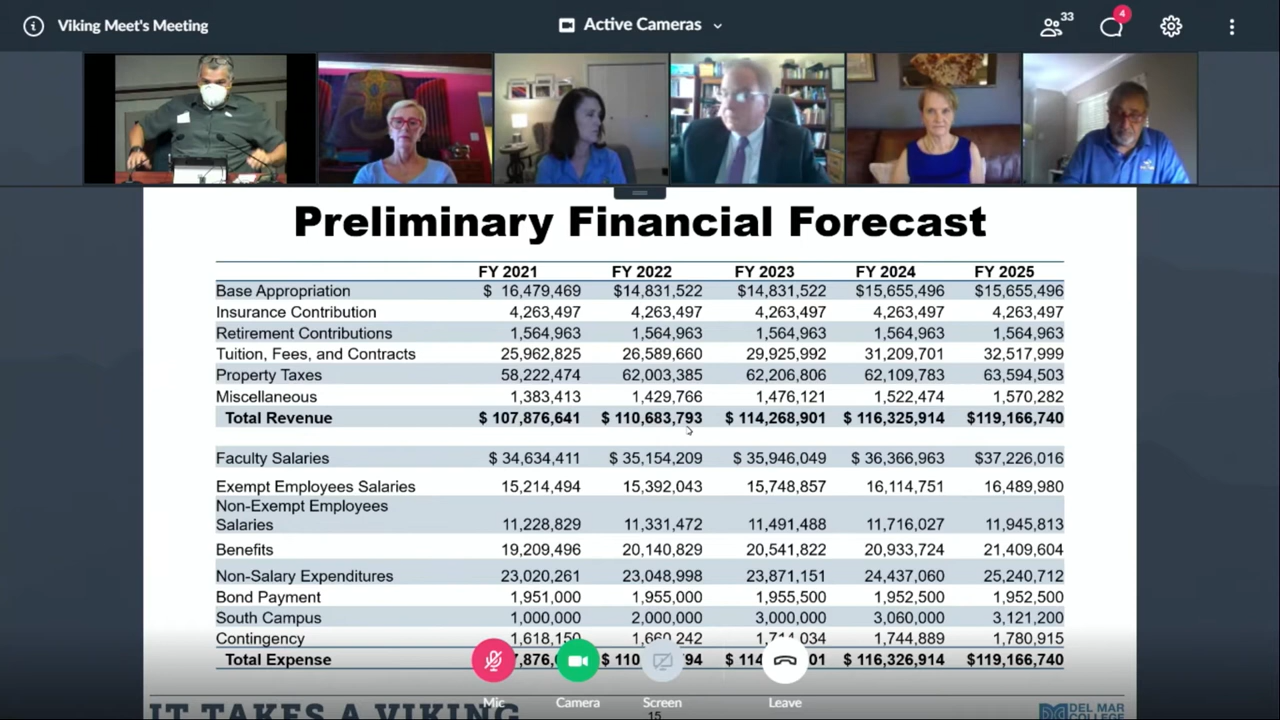 Viking Meet's Meeting
Active Cameras
33
4
Preliminary Financial Forecast
FY 2021 FY 2022 FY 2023 FY 2024 FY 2025
Base Appropriation $ 16,479,469 $14,831,522 $14,831,522 $15,655,496 $15,655,496
Insurance Contribution 4,263,497 4,263,497 4,263,497 4,263,497 4,263,497
Retirement Contributions 1,564,963 1,564,963 1,564,963 1,564,963 1,564,963
Tuition, Fees, and Contracts 25,962,825 26,589,660 29,925,992 31,209,701 32,517,999
Property Taxes 58,222,474 62,003,385 62,206,806 62,109,783 63,594,503
Miscellaneous 1,383,413 1,429,766 1,476,121 1,522,474 1,570,282
Total Revenue $ 107,876,641 $ 110,683,793 $ 114,268,901 $ 116,325,914 $119,166,740
Faculty Salaries $ 34,634,411 $ 35,154,209 $ 35,946,049 $ 36,366,963 $37,226,016
Exempt Employees Salaries 15,214,494 15,392,043 15,748,857 16,114,751 16,489,980
Non-Exempt Employees
Salaries 11,228,829 11,331,472 11,491,488 11,716,027 11,945,813
Benefits 19,209,496 20,140,829 20,541,822 20,933,724 21,409,604
Non-Salary Expenditures 23,020,261 23,048,998 23,871,151 24,437,060 25,240,712
Bond Payment 1,951,000 1,955,000 1,955,500 1,952,500 1,952,500
South Campus 1,000,000 2,000,000 3,000,000 3,060,000 3,121,200
Contingency 1,744,889 1,780,915
Total Expense $ 116,326,914 $119,166,740
Mic Camera Screen Leave
IT TAKES A VIKING 15 DEL MAR
COLLEGE